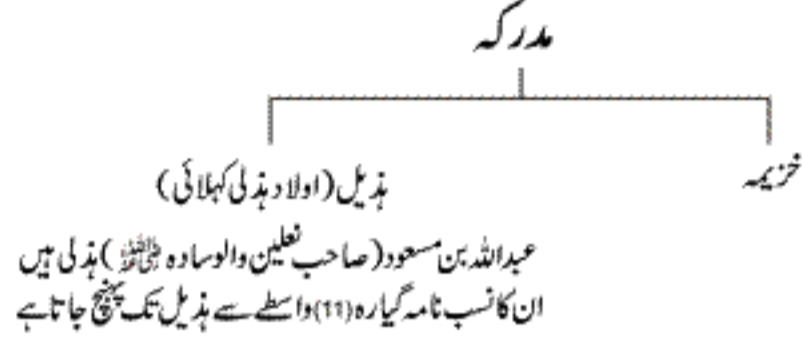 مدرکہ
خزیمہ
ہذیل (اولاد ہذلی کہلائی)
عبداللہ بن مسعود (صاحب نعلین والوسادہ رضی اللہ عنہ) ہذلی ہیں
ان کا نسب نامہ گیارہ (11) واسطے سے ہذیل تک پہنچ جاتا ہے